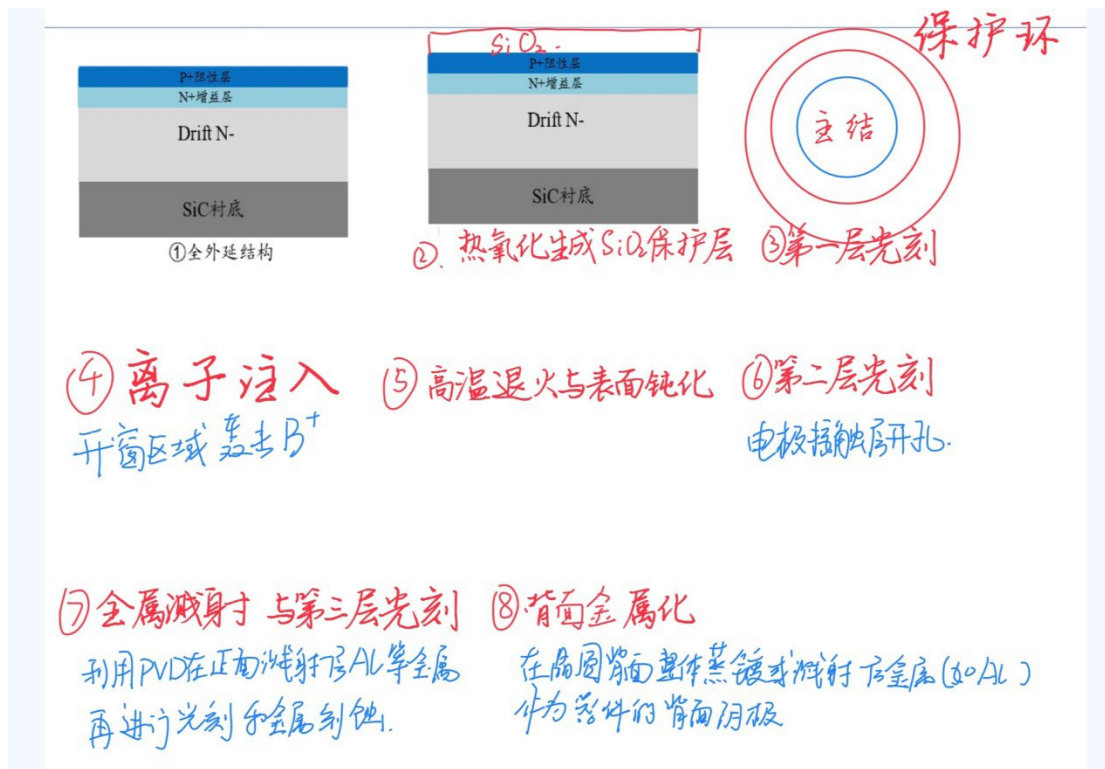 保护环
SiO₂
P+阻性层
N+增益层
Drift N-
SiC衬底
①全外延结构
P+阻性层
N+增益层
Drift N-
SiC衬底
②. 热氧化生成SiO₂保护层
主结
③第一层光刻
④离子注入
开窗区域 轰击B⁺
⑤高温退火与表面钝化
⑥第二层光刻
电极接触层开孔.
⑦金属溅射与第三层光刻
利用PVD在正面溅射层AL等金属
再进行光刻和金属刻蚀.
⑧背面金属化
在晶圆背面整体蒸镀或溅射层金属(如AL)
作为器件的背面阴极